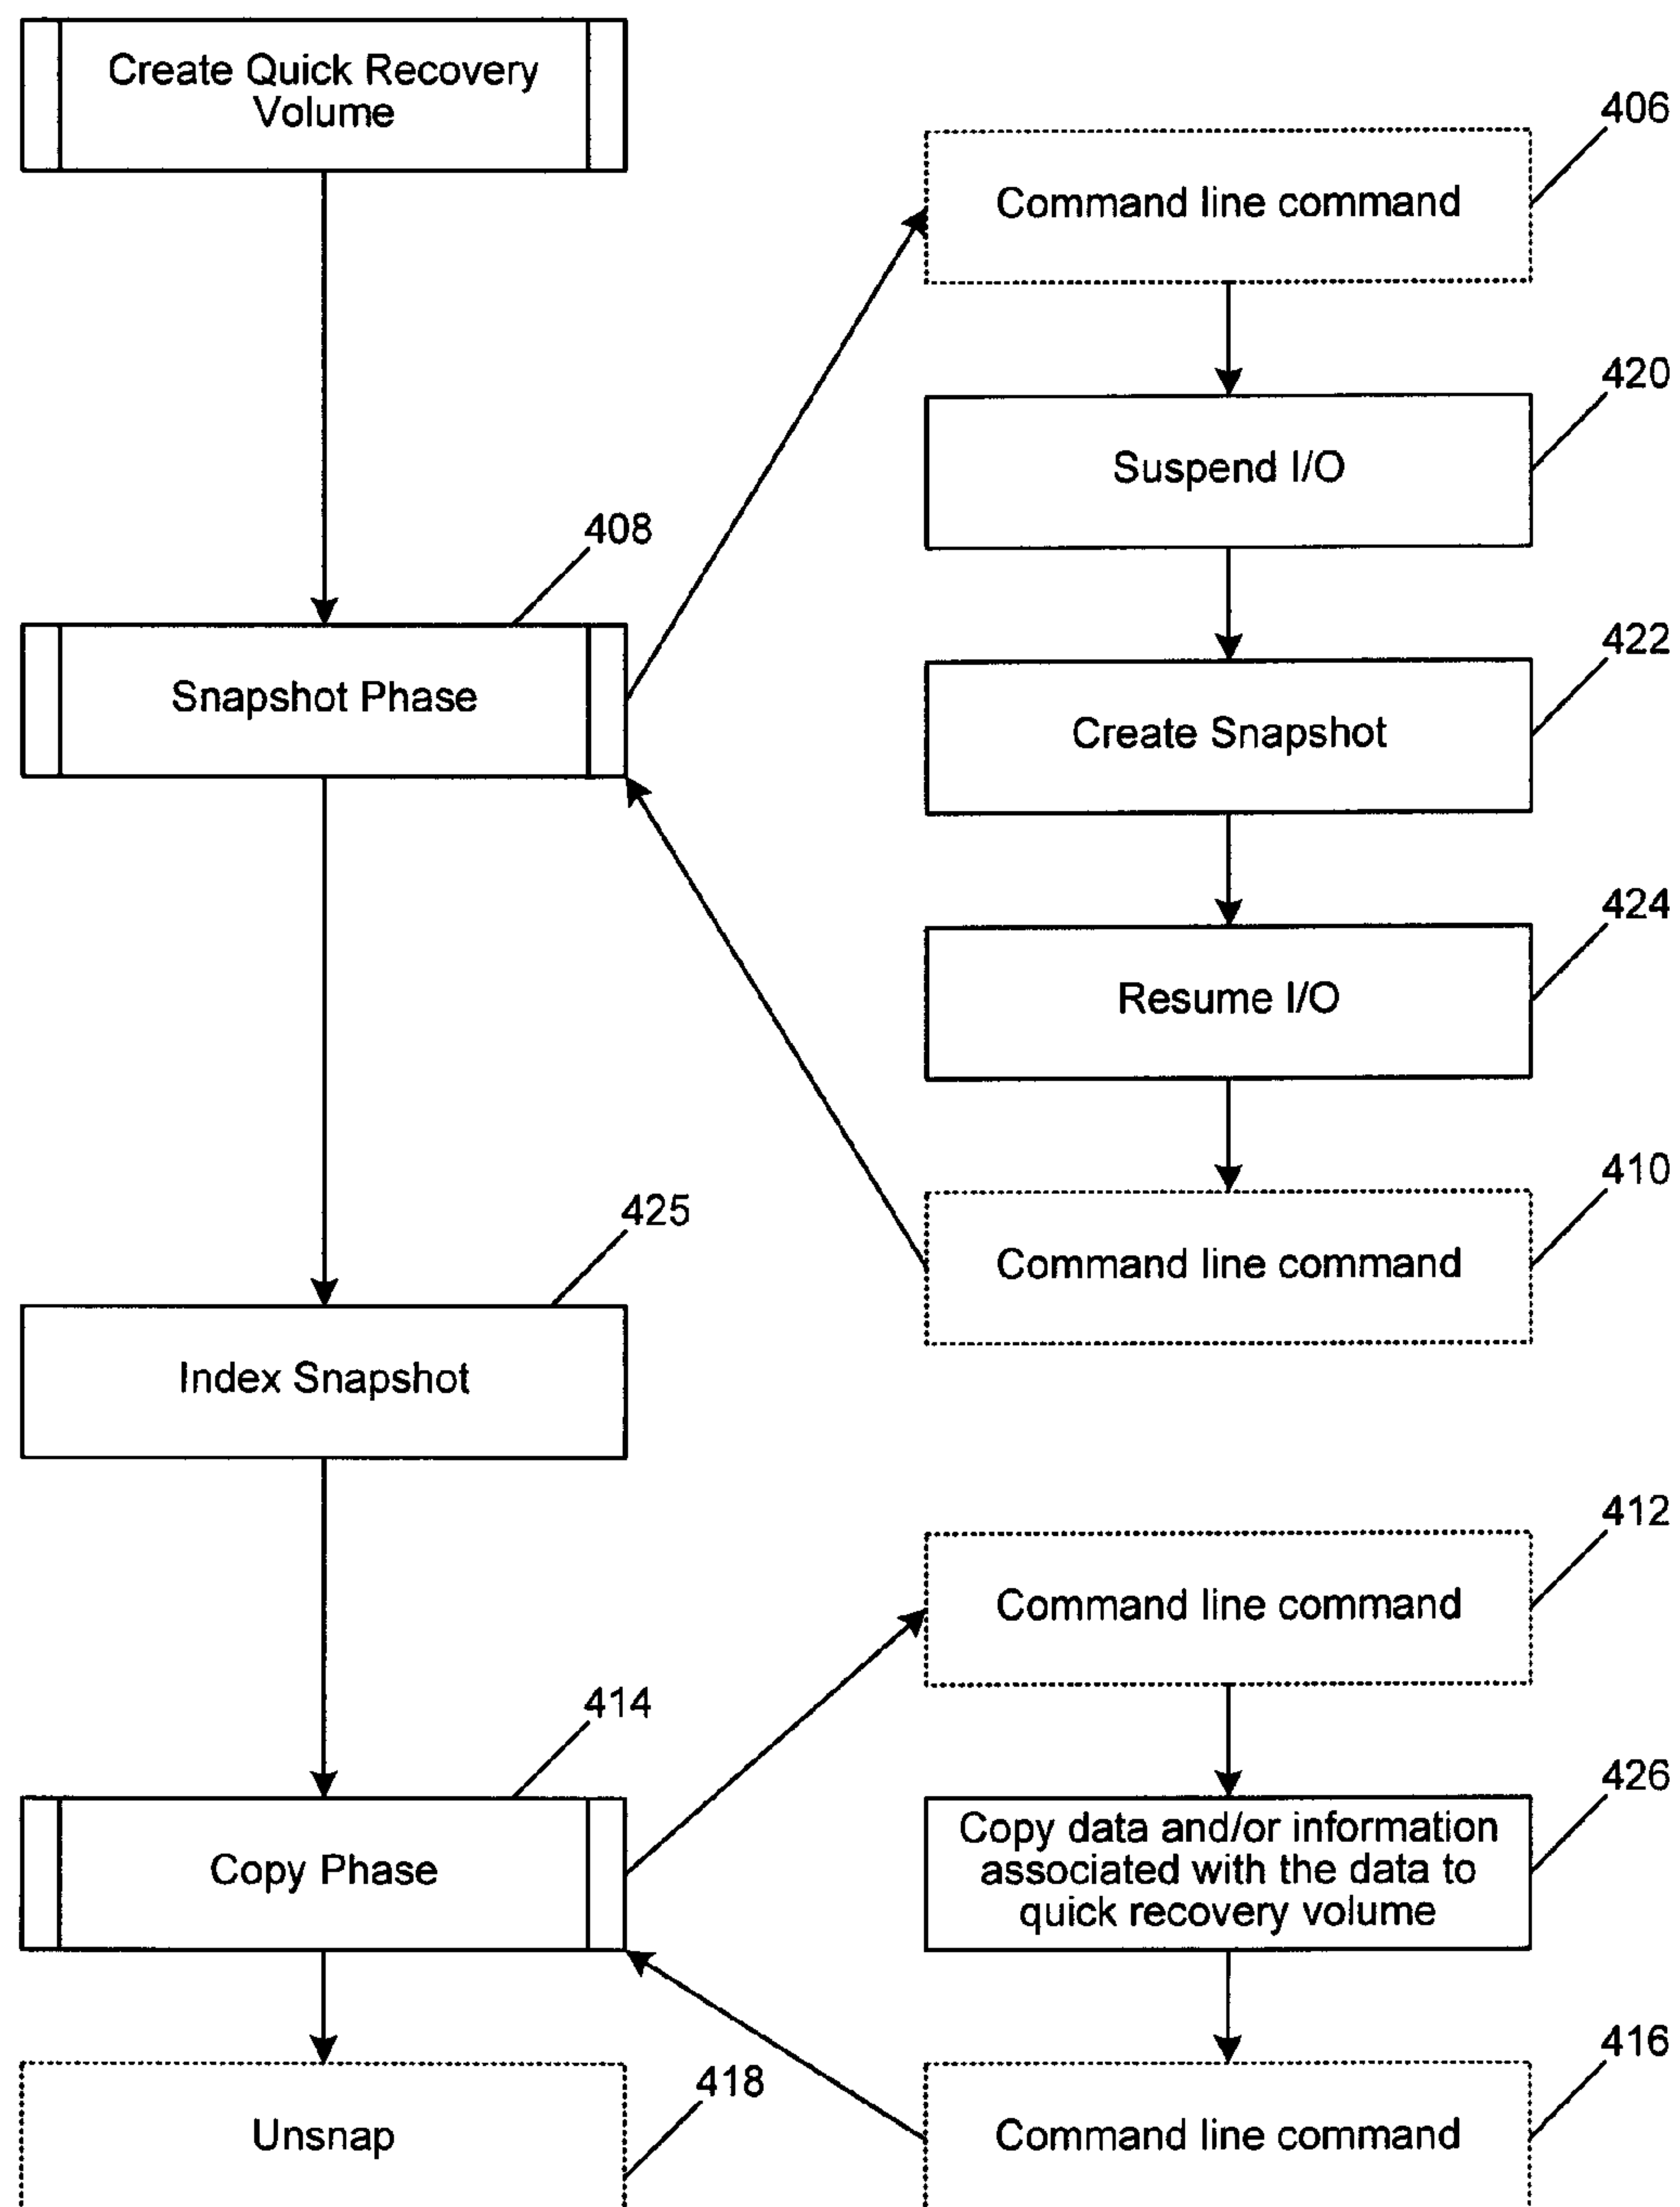 Create Quick Recovery
Volume
406
Command line command
420
Suspend I/O
408
Snapshot Phase
422
Create Snapshot
424
Resume I/O
410
Command line command
425
Index Snapshot
412
Command line command
414
Copy Phase
426
Copy data and/or information
associated with the data to
quick recovery volume
418
Unsnap
416
Command line command